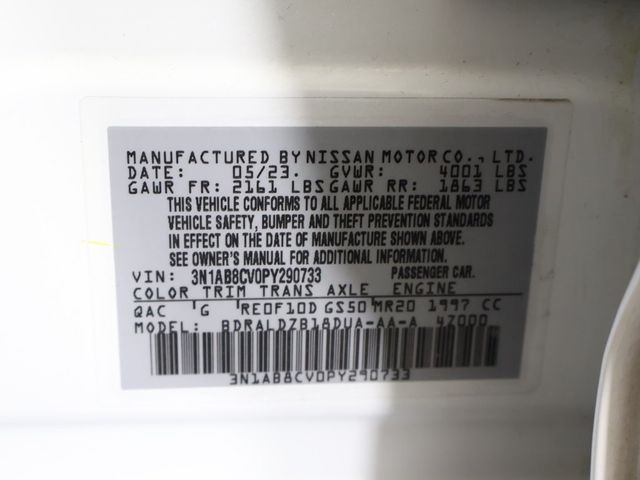 MANUFACTURED BY NISSAN MOTOR CO., LTD.
DATE: 05/23. GVWR: 4001 LBS
GAWR FR: 2161 LBS GAWR RR: 1863 LBS
THIS VEHICLE CONFORMS TO ALL APPLICABLE FEDERAL MOTOR
VEHICLE SAFETY, BUMPER AND THEFT PREVENTION STANDARDS
IN EFFECT ON THE DATE OF MANUFACTURE SHOWN ABOVE.
SEE OWNER'S MANUAL FOR ADDITIONAL INFORMATION.
VIN: 3N1AB8CV0PY290733 PASSENGER CAR.
COLOR TRIM TRANS AXLE ENGINE
QAC G RE0F10D GS50 MR20 1997 CC
MODEL: BDRALDZB18DUA-AA-A 4Z000
3N1AB8CV0PY290733